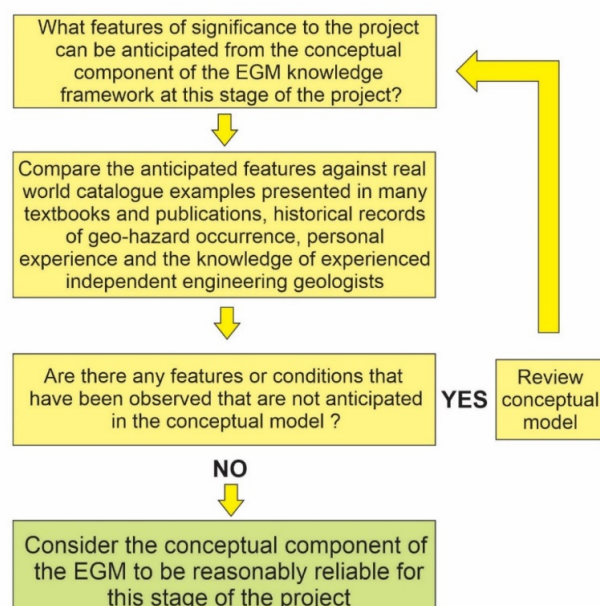 What features of significance to the project
can be anticipated from the conceptual
component of the EGM knowledge
framework at this stage of the project?
Compare the anticipated features against real
world catalogue examples presented in many
textbooks and publications, historical records
of geo-hazard occurrence, personal
experience and the knowledge of experienced
independent engineering geologists
Are there any features or conditions that
have been observed that are not anticipated
in the conceptual model ?
YES
Review
conceptual
model
NO
Consider the conceptual component of
the EGM to be reasonably reliable for
this stage of the project